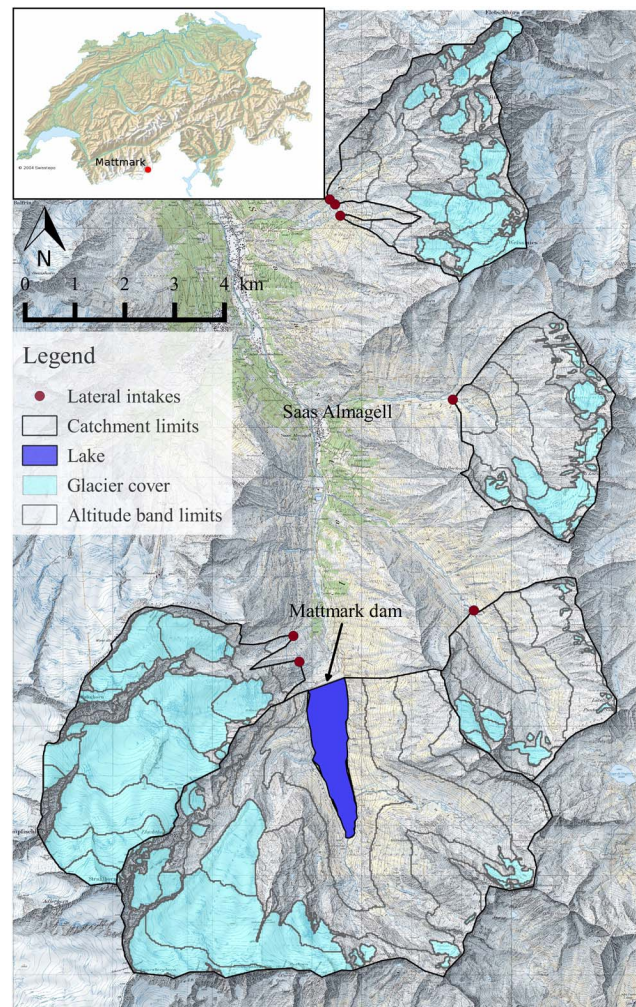 Mattmark
© 2004 Swisstopo
N
0 1 2 3 4 km
Legend
Lateral intakes
Catchment limits
Lake
Glacier cover
Altitude band limits
Saas Almagell
Mattmark dam